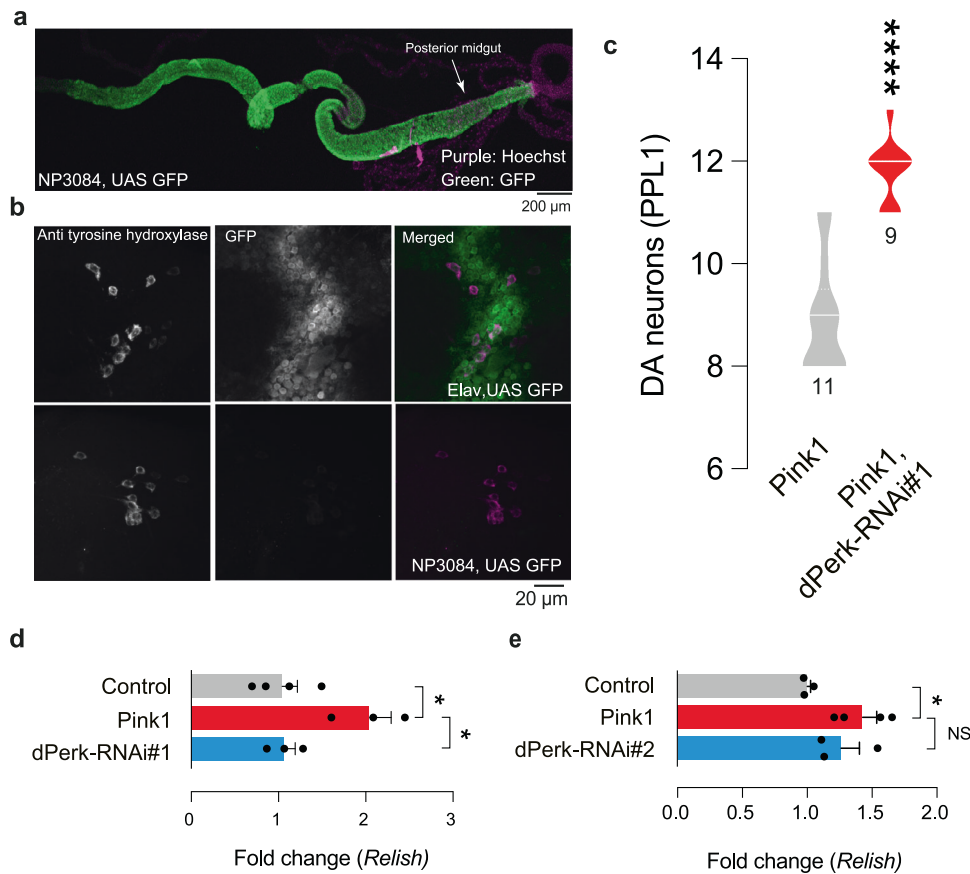 a
Posterior midgut
Purple: Hoechst
NP3084, UAS GFP
Green: GFP
200 µm
b
Anti tyrosine hydroxylase
GFP
Merged
Elav,UAS GFP
NP3084, UAS GFP
20 µm
c
DA neurons (PPL1)
14
12
10
8
6
****
9
11
Pink1
Pink1,
dPerk-RNAi#1
d
Control
Pink1
dPerk-RNAi#1
*
*
0
1
2
3
Fold change (Relish)
e
Control
Pink1
dPerk-RNAi#2
*
NS
0.0
0.5
1.0
1.5
2.0
Fold change (Relish)